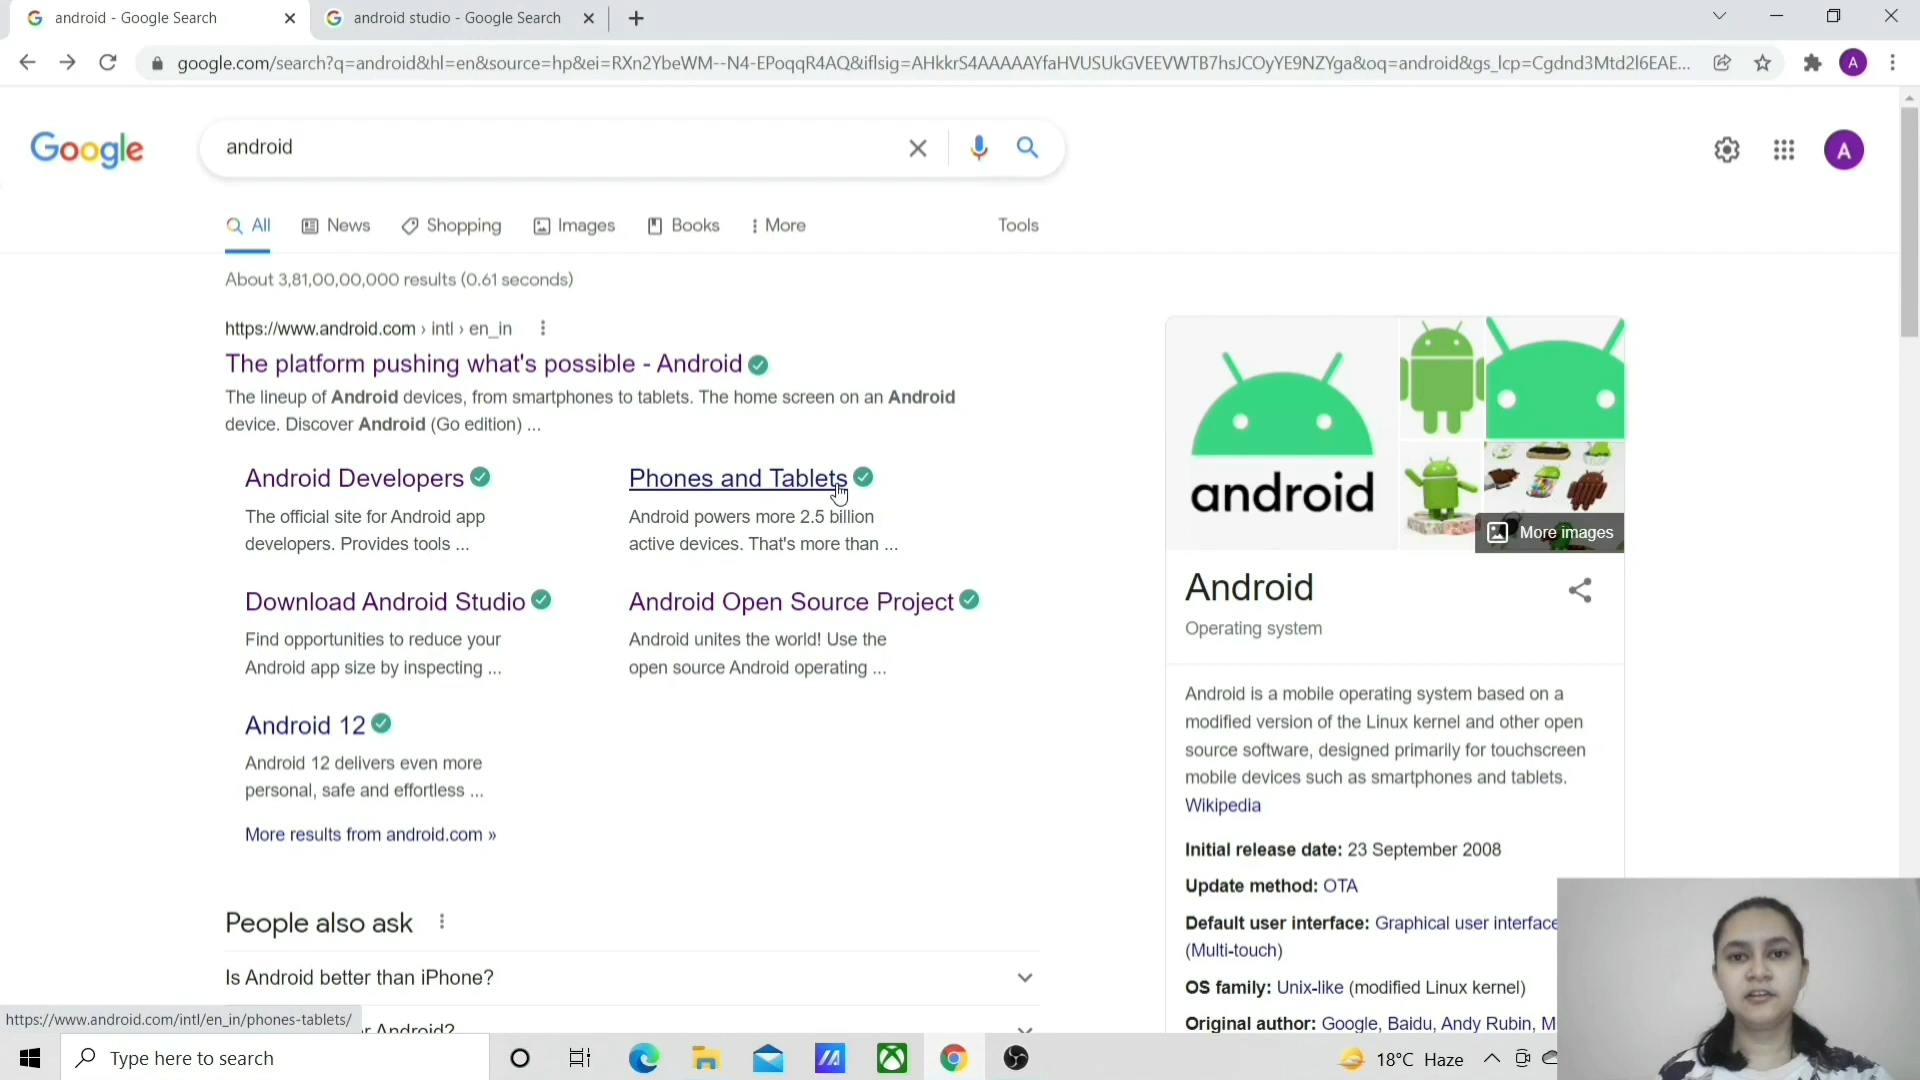 android - Google Search
android studio - Google Search
google.com/search?q=android&hl=en&source=hp&ei=RXn2YbeWM--N4-EPoqqR4AQ&iflsig=AHkkrS4AAAAAYfaHVUSUkGVEEVWTB7hsJCOyYE9NZYga&oq=android&gs_lcp=Cgdnd3Mtd2l6EAE...
A
Google
android
A
All
News
Shopping
Images
Books
More
Tools
About 3,81,00,00,000 results (0.61 seconds)
https://www.android.com › intl › en_in
The platform pushing what's possible - Android
The lineup of Android devices, from smartphones to tablets. The home screen on an Android
device. Discover Android (Go edition) ...
Android Developers
The official site for Android app
developers. Provides tools ...
Phones and Tablets
Android powers more 2.5 billion
active devices. That's more than ...
Download Android Studio
Find opportunities to reduce your
Android app size by inspecting ...
Android Open Source Project
Android unites the world! Use the
open source Android operating ...
Android 12
Android 12 delivers even more
personal, safe and effortless ...
More results from android.com »
People also ask
Is Android better than iPhone?
r Android?
android
More images
Android
Operating system
Android is a mobile operating system based on a
modified version of the Linux kernel and other open
source software, designed primarily for touchscreen
mobile devices such as smartphones and tablets.
Wikipedia
Initial release date: 23 September 2008
Update method: OTA
Default user interface: Graphical user interface
(Multi-touch)
OS family: Unix-like (modified Linux kernel)
Original author: Google, Baidu, Andy Rubin, M
https://www.android.com/intl/en_in/phones-tablets/
Type here to search
18°C Haze